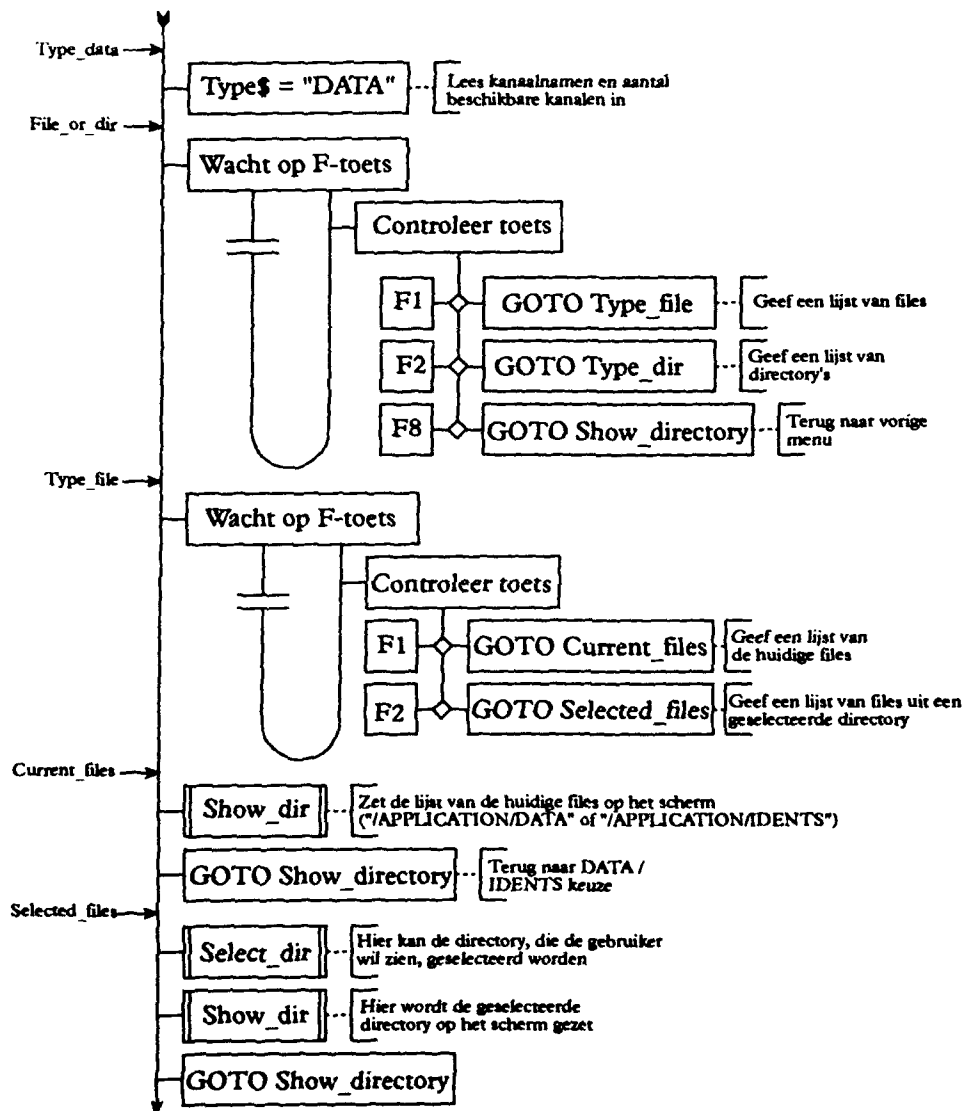 Type_data
Type$ = "DATA"
Lees kanaalnamen en aantal
beschikbare kanalen in
File_or_dir
Wacht op F-toets
Controleer toets
F1
GOTO Type_file
Geef een lijst van files
F2
GOTO Type_dir
Geef een lijst van
directory's
F8
GOTO Show_directory
Terug naar vorige
menu
Type_file
Wacht op F-toets
Controleer toets
F1
GOTO Current_files
Geef een lijst van
de huidige files
F2
GOTO Selected_files
Geef een lijst van files uit een
geselecteerde directory
Current_files
Show_dir
Zet de lijst van de huidige files op het scherm
("/APPLICATION/DATA" of "/APPLICATION/IDENTS")
GOTO Show_directory
Terug naar DATA /
IDENTS keuze
Selected_files
Select_dir
Hier kan de directory, die de gebruiker
wil zien, geselecteerd worden
Show_dir
Hier wordt de geselecteerde
directory op het scherm gezet
GOTO Show_directory